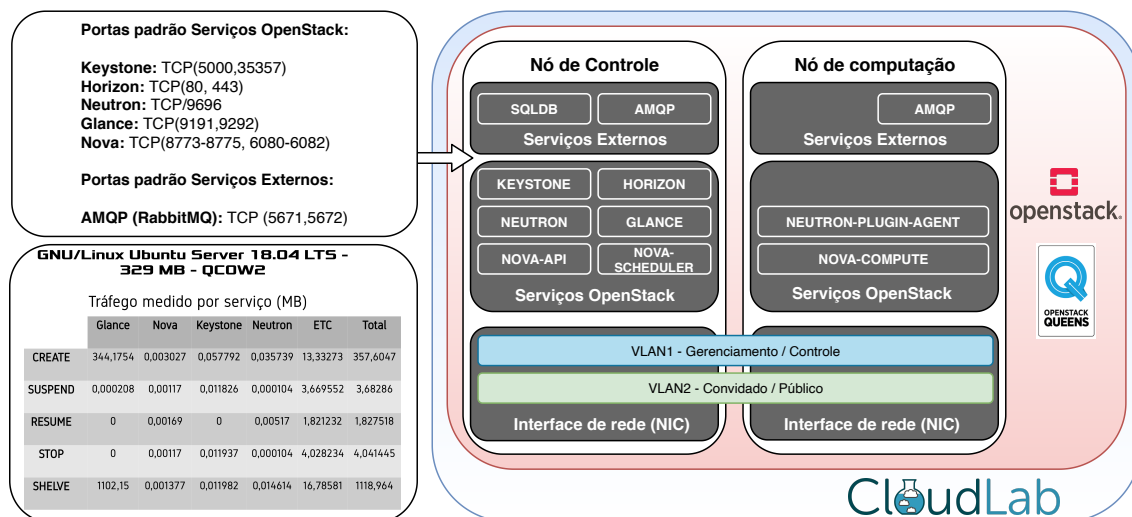 Portas padrão Serviços OpenStack:
Keystone: TCP(5000,35357)
Horizon: TCP(80, 443)
Neutron: TCP/9696
Glance: TCP(9191,9292)
Nova: TCP(8773-8775, 6080-6082)
Portas padrão Serviços Externos:
AMQP (RabbitMQ): TCP (5671,5672)
GNU/Linux Ubuntu Server 18.04 LTS -
329 MB - QCOW2
Tráfego medido por serviço (MB)
Glance Nova Keystone Neutron ETC Total
CREATE 344,1754 0,003027 0,057792 0,035739 13,33273 357,6047
SUSPEND 0,000208 0,00117 0,011826 0,000104 3,669552 3,68286
RESUME 0 0,00169 0 0,00517 1,821232 1,827518
STOP 0 0,00117 0,011937 0,000104 4,028234 4,041445
SHELVE 1102,15 0,001377 0,011982 0,014614 16,78581 1118,964
Nó de Controle
SQLDB AMQP
Serviços Externos
KEYSTONE HORIZON
NEUTRON GLANCE
NOVA-API NOVA-
SCHEDULER
Serviços OpenStack
Nó de computação
AMQP
Serviços Externos
NEUTRON-PLUGIN-AGENT
NOVA-COMPUTE
Serviços OpenStack
VLAN1 - Gerenciamento / Controle
VLAN2 - Convidado / Público
Interface de rede (NIC)
Interface de rede (NIC)
openstack.
OPENSTACK
QUEENS
CloudLab